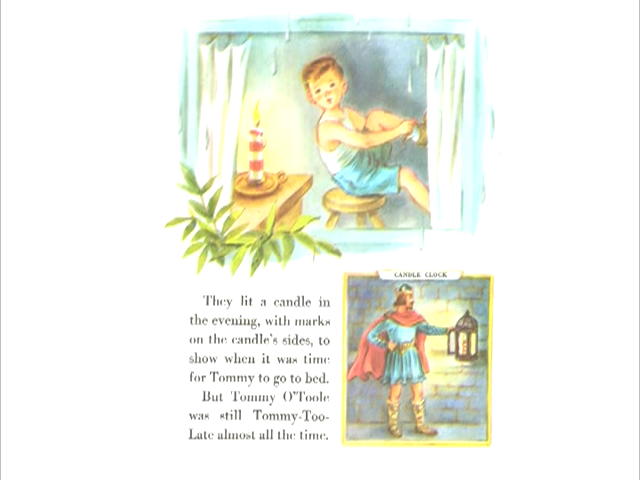 They lit a candle in
the evening, with marks
on the candle's sides, to
show when it was time
for Tommy to go to bed.
But Tommy O'Toole
was still Tommy-Too-
Late almost all the time.
CANDLE CLOCK